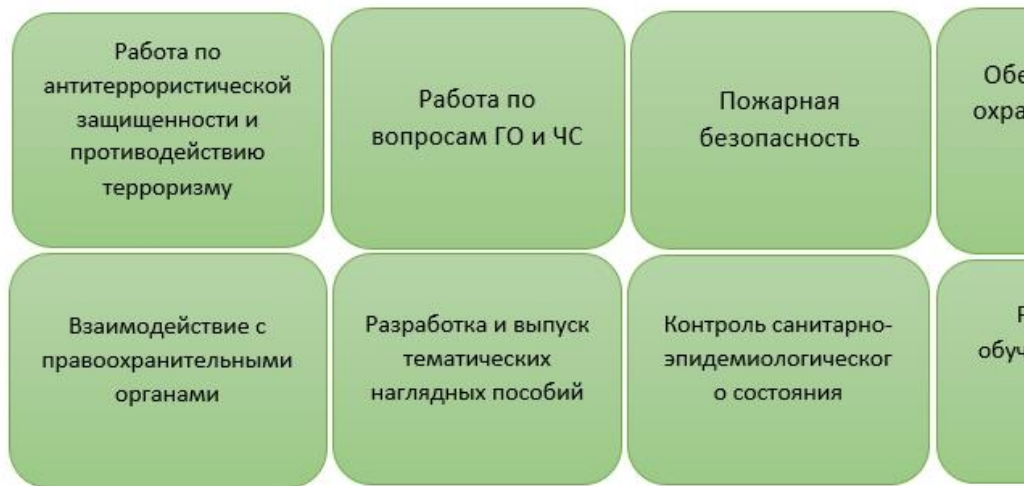 Работа по
антитеррористической
защищенности и
противодействию
терроризму
Работа по
вопросам ГО и ЧС
Пожарная
безопасность
Взаимодействие с
правоохранительными
органами
Разработка и выпуск
тематических
наглядных пособий
Контроль санитарно-
эпидемиологическог
о состояния